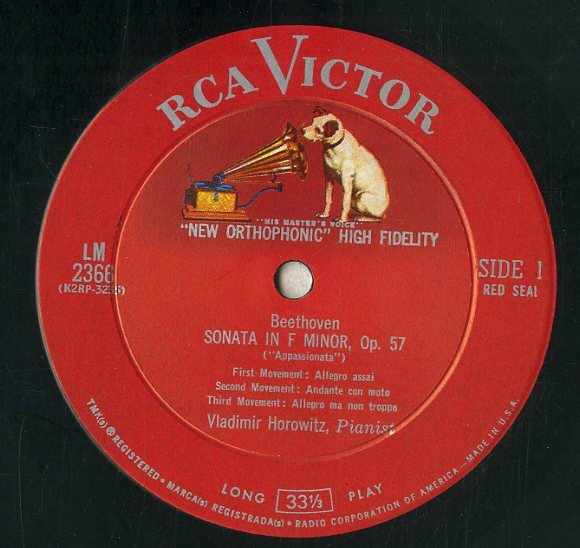 RCA VICTOR
"HIS MASTER'S VOICE"
"NEW ORTHOPHONIC" HIGH FIDELITY
LM
2366
SIDE 1
RED SEAL
Beethoven
SONATA IN F MINOR, Op. 57
("Appassionata")
First Movement: Allegro assai
Second Movement: Andante con moto
Third Movement: Allegro ma non troppo
Vladimir Horowitz, Pianist
LONG 33⅓ PLAY
TMK(s) ® REGISTERED • MARCA(s) REGISTRADA(s) • RADIO CORPORATION OF AMERICA—MADE IN U.S.A.